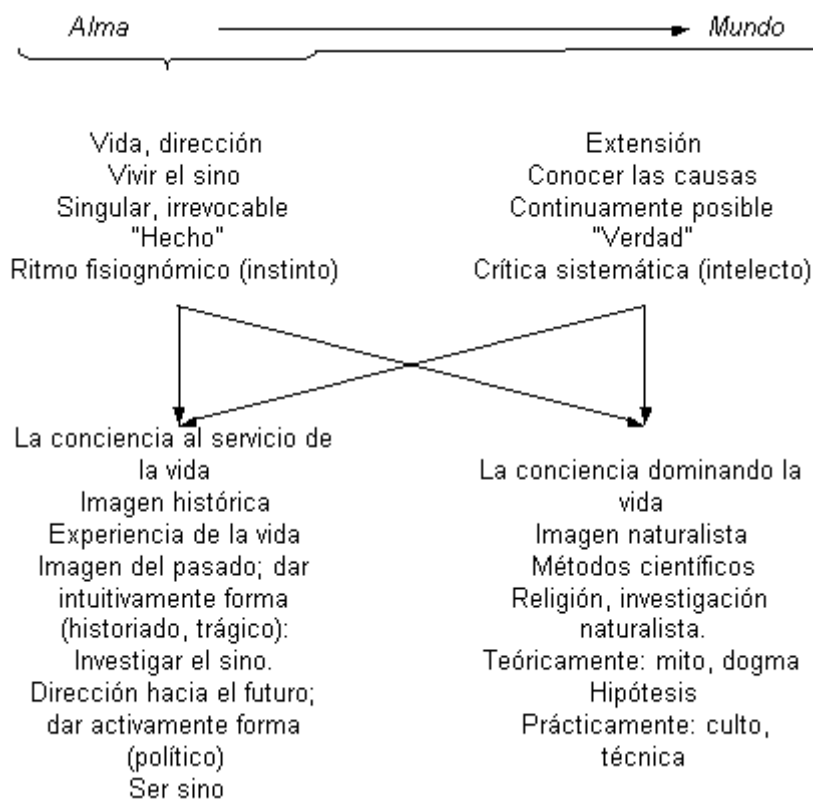 Alma
Mundo
Vida, dirección
Vivir el sino
Singular, irrevocable
"Hecho"
Ritmo fisiognómico (instinto)
Extensión
Conocer las causas
Continuamente posible
"Verdad"
Crítica sistemática (intelecto)
La conciencia al servicio de
la vida
Imagen histórica
Experiencia de la vida
Imagen del pasado; dar
intuitivamente forma
(historiado, trágico):
Investigar el sino.
Dirección hacia el futuro;
dar activamente forma
(político)
Ser sino
La conciencia dominando la
vida
Imagen naturalista
Métodos científicos
Religión, investigación
naturalista.
Teóricamente: mito, dogma
Hipótesis
Prácticamente: culto,
técnica